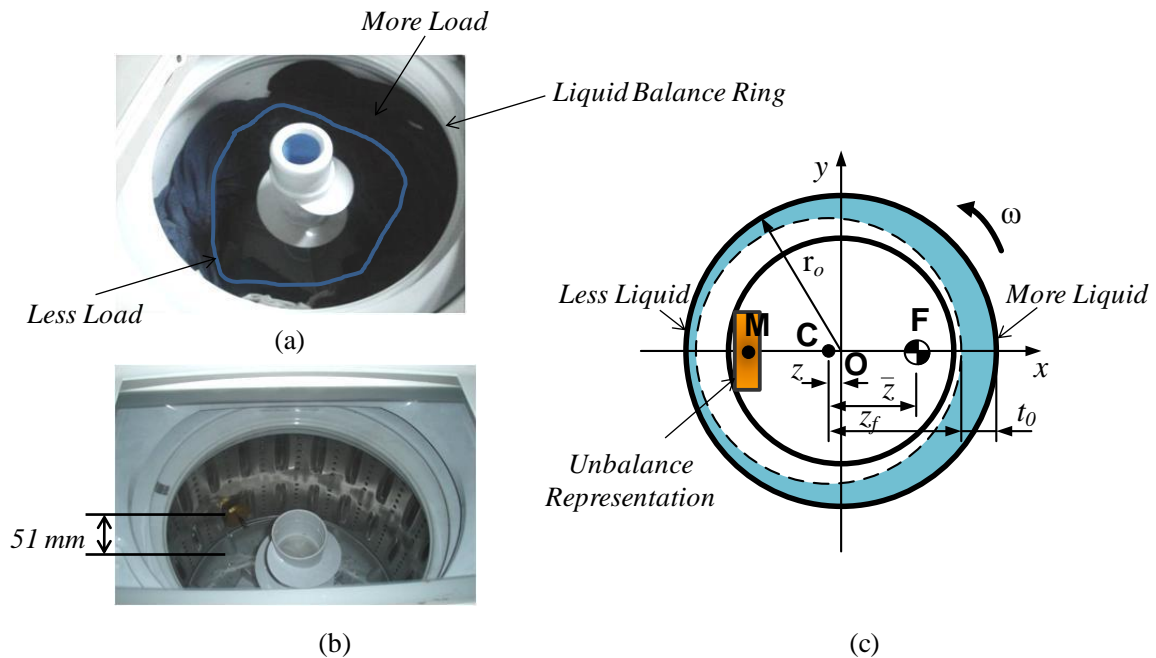 More Load
Liquid Balance Ring
Less Load
(a)
51 mm
(b)
y
ω
r_o
Less Liquid
More Liquid
M
C
F
O
x
z
z̄
z_f
t_0
Unbalance
Representation
(c)